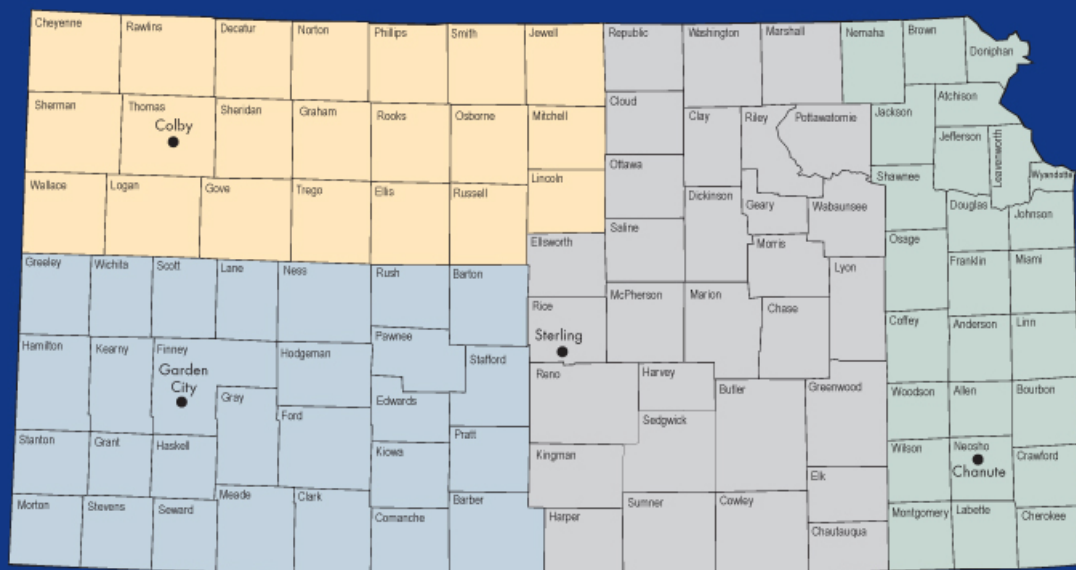 Cheyenne
Rawlins
Decatur
Norton
Phillips
Smith
Jewell
Republic
Washington
Marshall
Nemaha
Brown
Doniphan
Sherman
Thomas
Colby
Sheridan
Graham
Rooks
Osborne
Mitchell
Cloud
Clay
Riley
Pottawatomie
Jackson
Atchison
Jefferson
Leavenworth
Wyandotte
Wallace
Logan
Gove
Trego
Ellis
Russell
Lincoln
Ottawa
Dickinson
Geary
Wabaunsee
Shawnee
Douglas
Johnson
Ellsworth
Saline
Morris
Lyon
Osage
Franklin
Miami
Greeley
Wichita
Scott
Lane
Ness
Rush
Barton
Rice
Sterling
McPherson
Marion
Chase
Coffey
Anderson
Linn
Hamilton
Kearny
Finney
Garden
City
Hodgeman
Pawnee
Stafford
Reno
Harvey
Butler
Greenwood
Woodson
Allen
Bourbon
Gray
Ford
Edwards
Sedgwick
Stanton
Grant
Haskell
Kiowa
Pratt
Kingman
Elk
Wilson
Neosho
Chanute
Crawford
Morton
Stevens
Seward
Meade
Clark
Comanche
Barber
Harper
Sumner
Cowley
Chautauqua
Montgomery
Labette
Cherokee